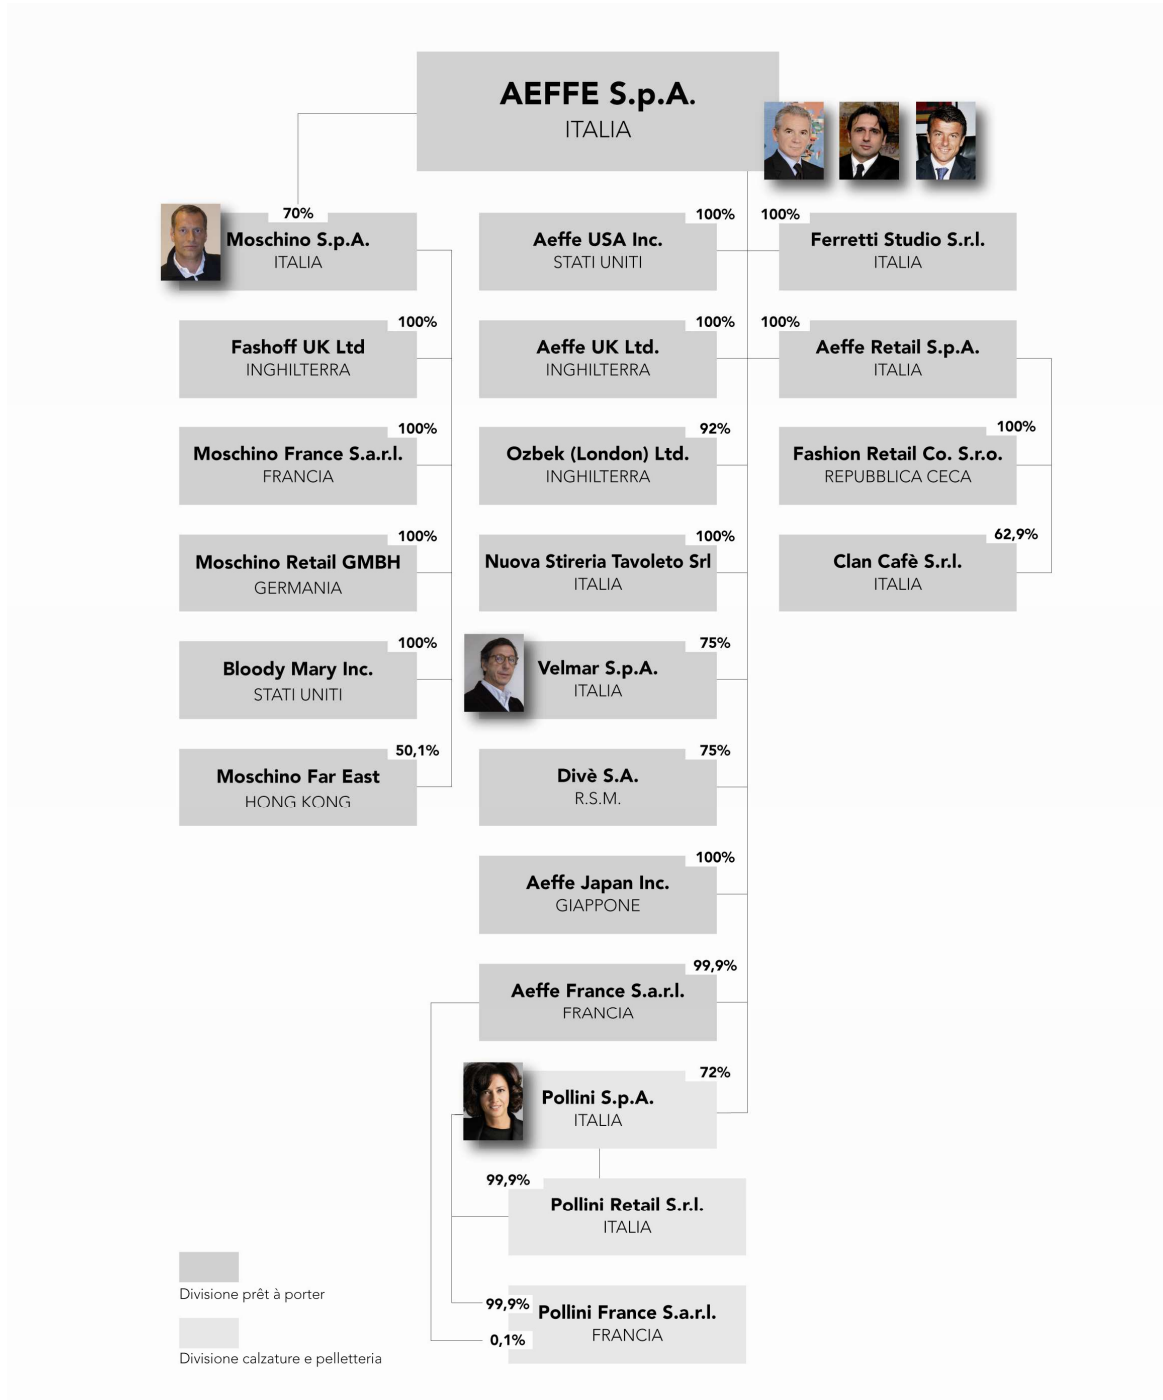 AEFFE S.p.A.
ITALIA
70%
Moschino S.p.A.
ITALIA
100%
Fashoff UK Ltd
INGHILTERRA
100%
Moschino France S.a.r.l.
FRANCIA
100%
Moschino Retail GMBH
GERMANIA
100%
Bloody Mary Inc.
STATI UNITI
50,1%
Moschino Far East
HONG KONG
100%
Aeffe USA Inc.
STATI UNITI
100%
Aeffe UK Ltd.
INGHILTERRA
92%
Ozbek (London) Ltd.
INGHILTERRA
100%
Nuova Stireria Tavoleto Srl
ITALIA
75%
Velmar S.p.A.
ITALIA
75%
Divè S.A.
R.S.M.
100%
Aeffe Japan Inc.
GIAPPONE
99,9%
Aeffe France S.a.r.l.
FRANCIA
72%
Pollini S.p.A.
ITALIA
99,9%
Pollini Retail S.r.l.
ITALIA
99,9%
Pollini France S.a.r.l.
FRANCIA
0,1%
100%
Ferretti Studio S.r.l.
ITALIA
100%
Aeffe Retail S.p.A.
ITALIA
100%
Fashion Retail Co. S.r.o.
REPUBBLICA CECA
62,9%
Clan Cafè S.r.l.
ITALIA
Divisione prêt à porter
Divisione calzature e pelletteria